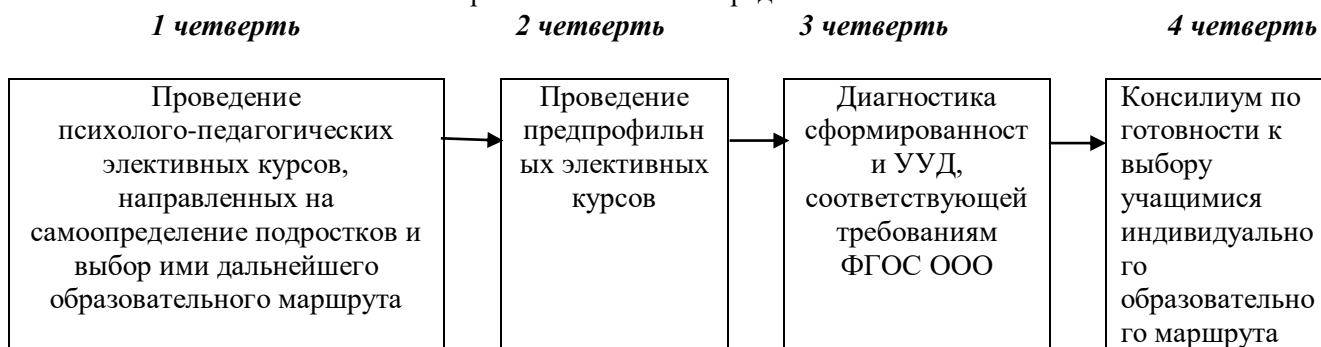 1 четверть
2 четверть
3 четверть
4 четверть
Проведение
психолого-педагогических
элективных курсов,
направленных на
самоопределение подростков и
выбор ими дальнейшего
образовательного маршрута
Проведение
предпрофильн
ых элективных
курсов
Диагностика
сформированност
и УУД,
соответствующей
требованиям
ФГОС ООО
Консилиум по
готовности к
выбору
учащимися
индивидуально
го
образовательно
го маршрута